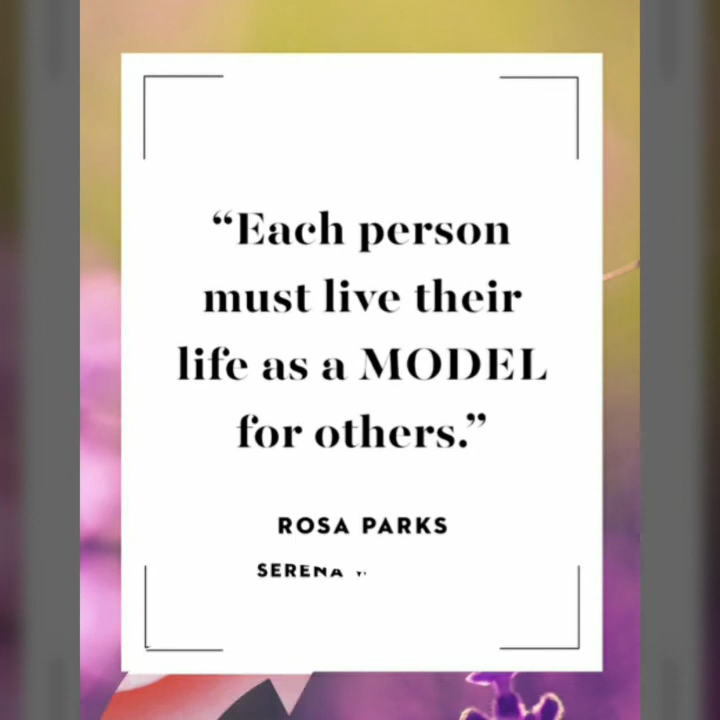 “Each person
must live their
life as a MODEL
for others.”
ROSA PARKS
SERENA